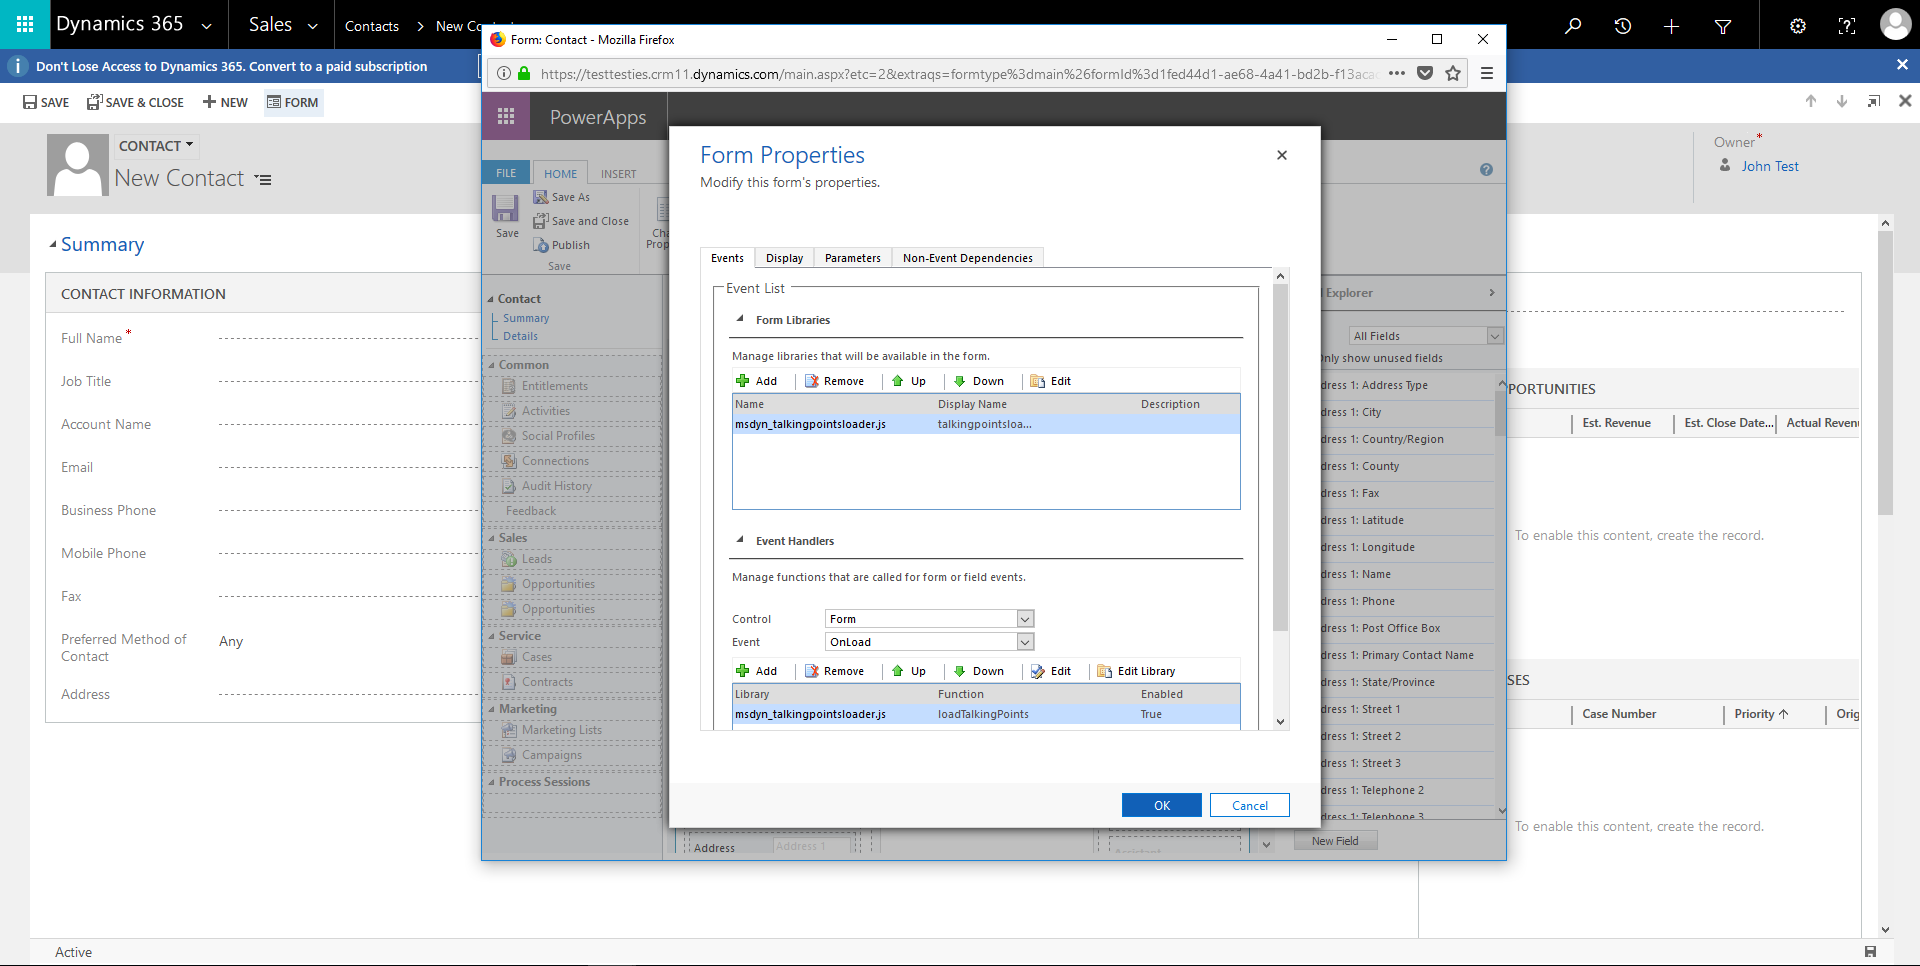 Dynamics 365
Sales
Contacts > New Cont
Don't Lose Access to Dynamics 365. Convert to a paid subscription
SAVE
SAVE & CLOSE
NEW
FORM
CONTACT
New Contact
Owner*
John Test
Summary
CONTACT INFORMATION
Full Name*
Job Title
Account Name
Email
Business Phone
Mobile Phone
Fax
Preferred Method of
Contact
Any
Address
Active
Form: Contact - Mozilla Firefox
https://testtesties.crm11.dynamics.com/main.aspx?etc=2&extraqs=formtype%3dmain%26formId%3d1fed44d1-ae68-4a41-bd2b-f13acac
PowerApps
FILE
HOME
INSERT
Save
Save As
Save and Close
Publish
Save
Cha
Prop
Contact
Summary
Details
Common
Entitlements
Activities
Social Profiles
Connections
Audit History
Feedback
Sales
Leads
Opportunities
Opportunities
Service
Cases
Contracts
Marketing
Marketing Lists
Campaigns
Process Sessions
Form Properties
Modify this form's properties.
Events
Display
Parameters
Non-Event Dependencies
Event List
Form Libraries
Manage libraries that will be available in the form.
Add
Remove
Up
Down
Edit
Name Display Name Description
msdyn_talkingpointsloader.js talkingpointsloa...
Event Handlers
Manage functions that are called for form or field events.
Control Form
Event OnLoad
Add
Remove
Up
Down
Edit
Edit Library
Library Function Enabled
msdyn_talkingpointsloader.js loadTalkingPoints True
OK
Cancel
Address
Address 1
Assistant
d Explorer
All Fields
Only show unused fields
dress 1: Address Type
dress 1: City
dress 1: Country/Region
dress 1: County
dress 1: Fax
dress 1: Latitude
dress 1: Longitude
dress 1: Name
dress 1: Phone
dress 1: Post Office Box
dress 1: Primary Contact Name
dress 1: State/Province
dress 1: Street 1
dress 1: Street 2
dress 1: Street 3
dress 1: Telephone 2
dress 1: Telephone 3
New Field
PORTUNITIES
Est. Revenue
Est. Close Date...
Actual Revenu
To enable this content, create the record.
SES
Case Number
Priority
Orig
To enable this content, create the record.